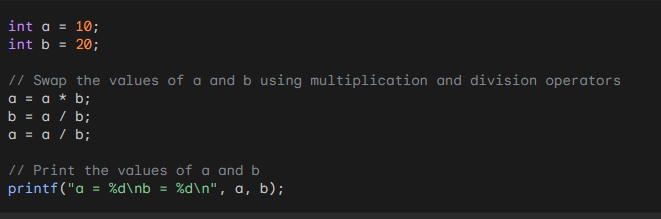 int a = 10;
int b = 20;
// Swap the values of a and b using multiplication and division operators
a = a * b;
b = a / b;
a = a / b;
// Print the values of a and b
printf("a = %d\nb = %d\n", a, b);